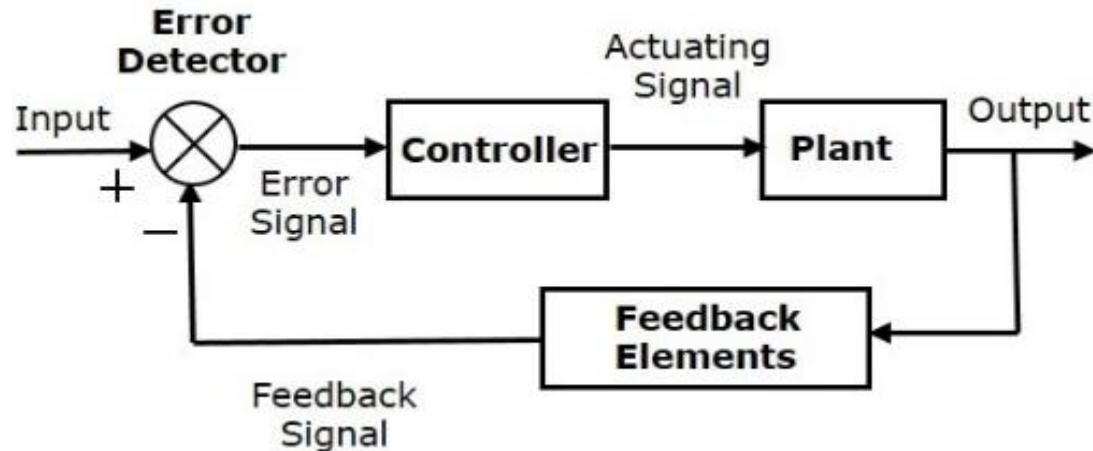 Error
Detector
Input
+
−
Error
Signal
Controller
Actuating
Signal
Plant
Output
Feedback
Elements
Feedback
Signal